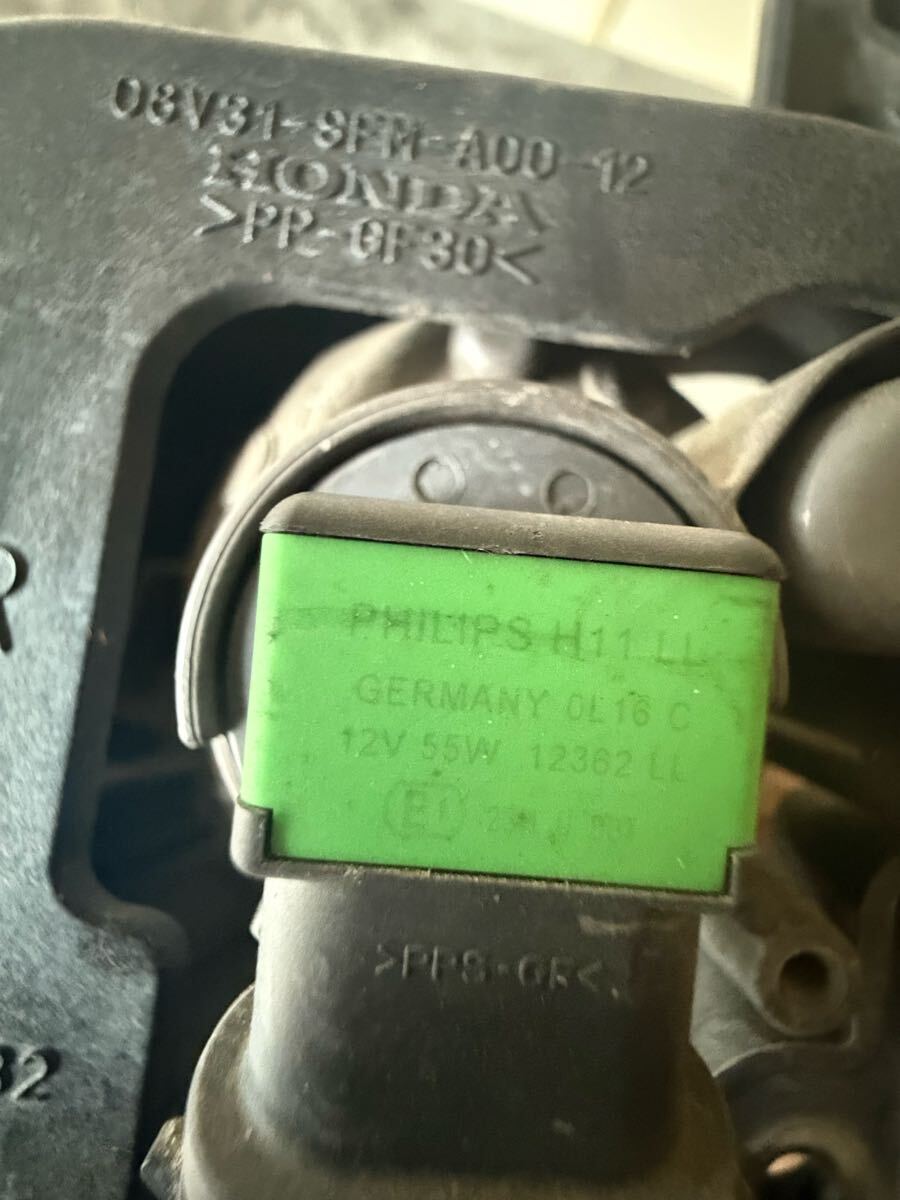 08V31-SFM-A00-12
HONDA
>PP-GF30<
R
PHILIPS H11 LL
GERMANY 0L16 C
12V 55W 12362 LL
E1
>PPS-GF<
32